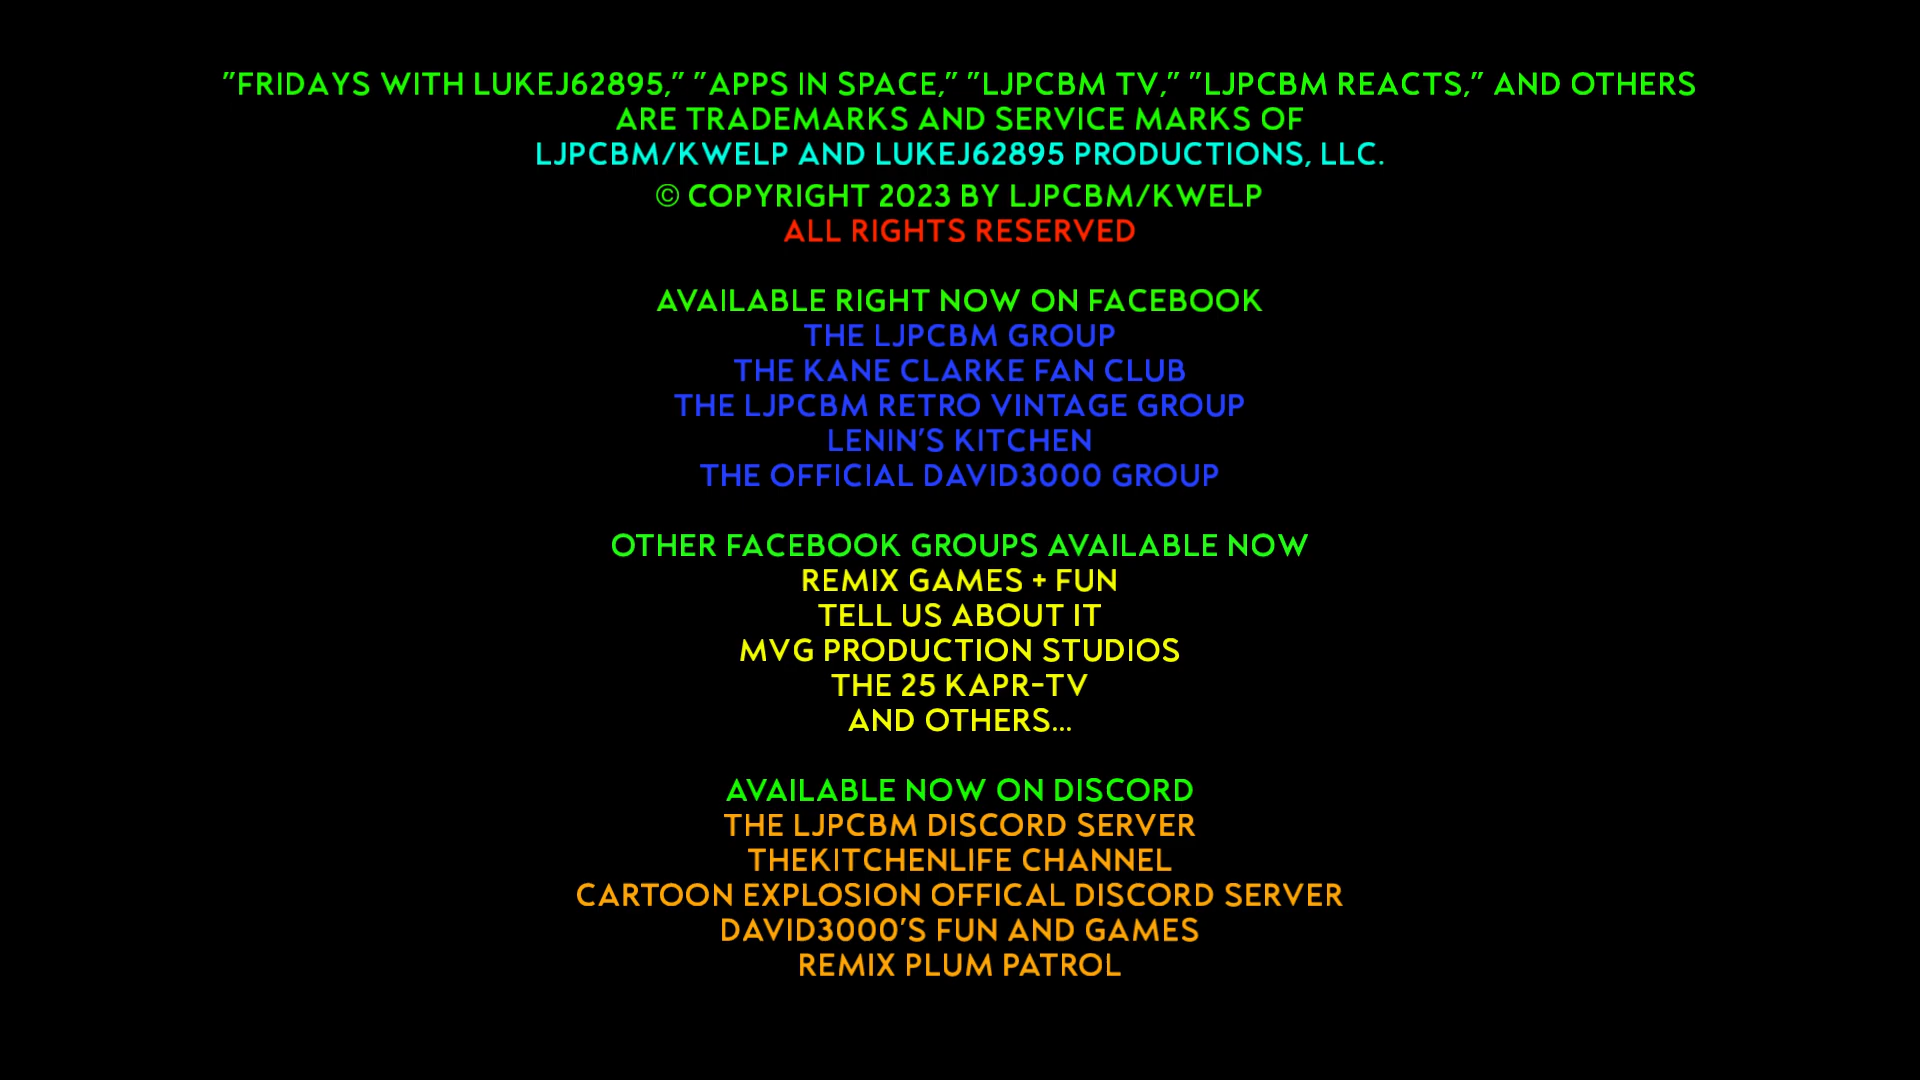 "FRIDAYS WITH LUKEJ62895," "APPS IN SPACE," "LJPCBM TV," "LJPCBM REACTS," AND OTHERS
ARE TRADEMARKS AND SERVICE MARKS OF
LJPCBM/KWELP AND LUKEJ62895 PRODUCTIONS, LLC.
© COPYRIGHT 2023 BY LJPCBM/KWELP
ALL RIGHTS RESERVED
AVAILABLE RIGHT NOW ON FACEBOOK
THE LJPCBM GROUP
THE KANE CLARKE FAN CLUB
THE LJPCBM RETRO VINTAGE GROUP
LENIN'S KITCHEN
THE OFFICIAL DAVID3000 GROUP
OTHER FACEBOOK GROUPS AVAILABLE NOW
REMIX GAMES + FUN
TELL US ABOUT IT
MVG PRODUCTION STUDIOS
THE 25 KAPR-TV
AND OTHERS...
AVAILABLE NOW ON DISCORD
THE LJPCBM DISCORD SERVER
THEKITCHENLIFE CHANNEL
CARTOON EXPLOSION OFFICAL DISCORD SERVER
DAVID3000'S FUN AND GAMES
REMIX PLUM PATROL